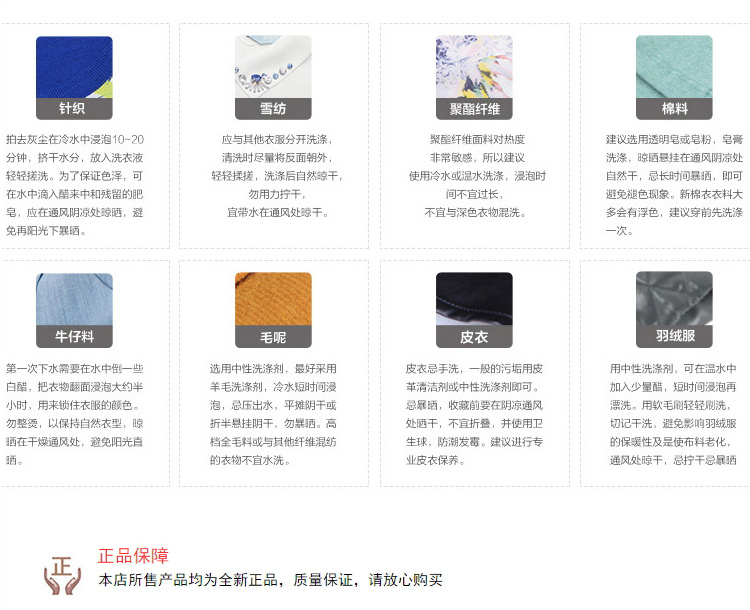 针织
拍去灰尘在冷水中浸泡10~20
分钟，挤干水分，放入洗衣液
轻轻搓洗。为了保证色泽，可
在水中滴入醋来中和残留的肥
皂，应在通风阴凉处晾晒，避
免再阳光下暴晒。
雪纺
应与其他衣服分开洗涤，
清洗时尽量将反面朝外，
轻轻揉搓，洗涤后自然晾干，
勿用力拧干，
宜带水在通风处晾干。
聚酯纤维
聚酯纤维面料对热度
非常敏感，所以建议
使用冷水或温水洗涤，浸泡时
间不宜过长，
不宜与深色衣物混洗。
棉料
建议选用透明皂或皂粉，皂膏
洗涤，晾晒悬挂在通风阴凉处
自然干，忌长时间暴晒，即可
避免褪色现象。新棉衣衣料大
多会有浮色，建议穿前先洗涤
一次。
牛仔料
第一次下水需要在水中倒一些
白醋，把衣物翻面浸泡大约半
小时，用来锁住衣服的颜色。
勿整烫，以保持自然衣型，晾
晒在干燥通风处，避免阳光直
晒。
毛呢
选用中性洗涤剂，最好采用
羊毛洗涤剂，冷水短时间浸
泡，忌压出水，平摊阴干或
折半悬挂阴干，勿暴晒。高
档全毛料或与其他纤维混纺
的衣物不宜水洗。
皮衣
皮衣忌手洗，一般的污垢用皮
革清洁剂或中性洗涤剂即可。
忌暴晒，收藏前要在阴凉通风
处晒干，不宜折叠，并使用卫
生球，防潮发霉。建议进行专
业皮衣保养。
羽绒服
用中性洗涤剂，可在温水中
加入少量醋，短时间浸泡再
漂洗。用软毛刷轻轻刷洗，
切记干洗，避免影响羽绒服
的保暖性及是使布料老化，
通风处晾干，忌拧干忌暴晒
正
正品保障
本店所售产品均为全新正品，质量保证，请放心购买